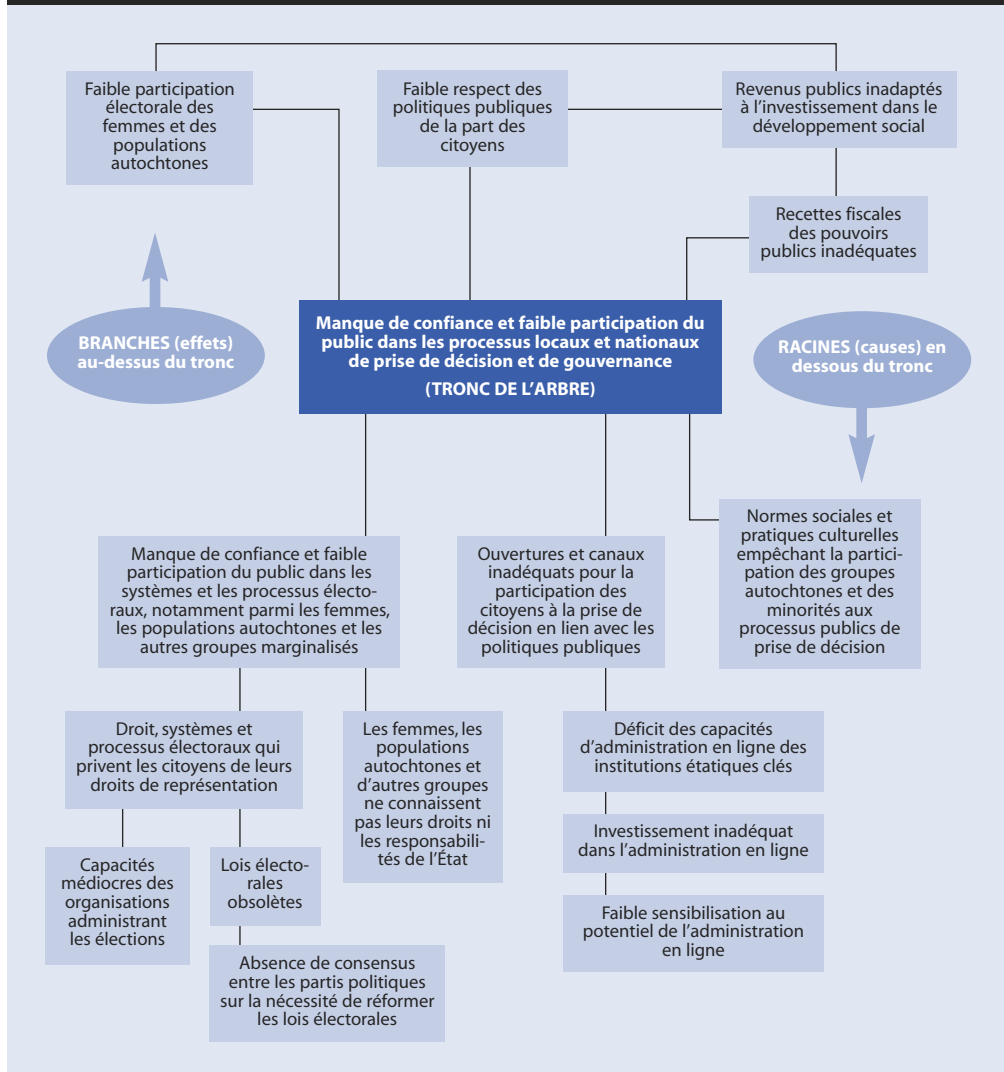 Faible participation
électorale des
femmes et des
populations
autochtones
Faible respect des
politiques publiques
de la part des
citoyens
Revenus publics inadaptés
à l’investissement dans le
développement social
Recettes fiscales
des pouvoirs
publics inadéquates
BRANCHES (effets)
au-dessus du tronc
Manque de confiance et faible participation du
public dans les processus locaux et nationaux
de prise de décision et de gouvernance
(TRONC DE L’ARBRE)
RACINES (causes) en
dessous du tronc
Manque de confiance et faible
participation du public dans les
systèmes et les processus électo-
raux, notamment parmi les femmes,
les populations autochtones et les
autres groupes marginalisés
Ouvertures et canaux
inadéquats pour la
participation des
citoyens à la prise de
décision en lien avec les
politiques publiques
Normes sociales et
pratiques culturelles
empêchant la partici-
pation des groupes
autochtones et des
minorités aux
processus publics de
prise de décision
Droit, systèmes et
processus électoraux qui
privent les citoyens de leurs
droits de représentation
Les femmes, les
populations
autochtones et
d’autres groupes
ne connaissent
pas leurs droits ni
les responsabili-
tés de l’État
Déficit des capacités
d’administration en ligne des
institutions étatiques clés
Capacités
médiocres des
organisations
administrant
les élections
Lois électo-
rales
obsolètes
Investissement inadéquat
dans l’administration en ligne
Faible sensibilisation au
potentiel de l’administration
en ligne
Absence de consensus
entre les partis politiques
sur la nécessité de réformer
les lois électorales